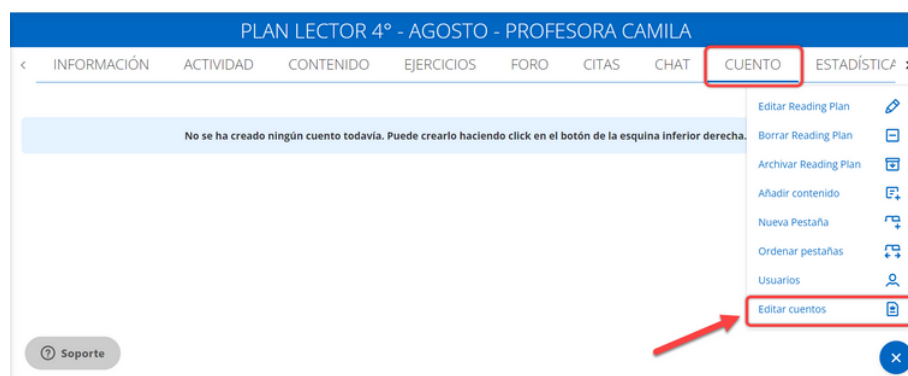 PLAN LECTOR 4° - AGOSTO - PROFESORA CAMILA
INFORMACIÓN ACTIVIDAD CONTENIDO EJERCICIOS FORO CITAS CHAT CUENTO ESTADÍSTICA
No se ha creado ningún cuento todavía. Puede crearlo haciendo click en el botón de la esquina inferior derecha.
Editar Reading Plan
Borrar Reading Plan
Archivar Reading Plan
Añadir contenido
Nueva Pestaña
Ordenar pestañas
Usuarios
Editar cuentos
Soporte